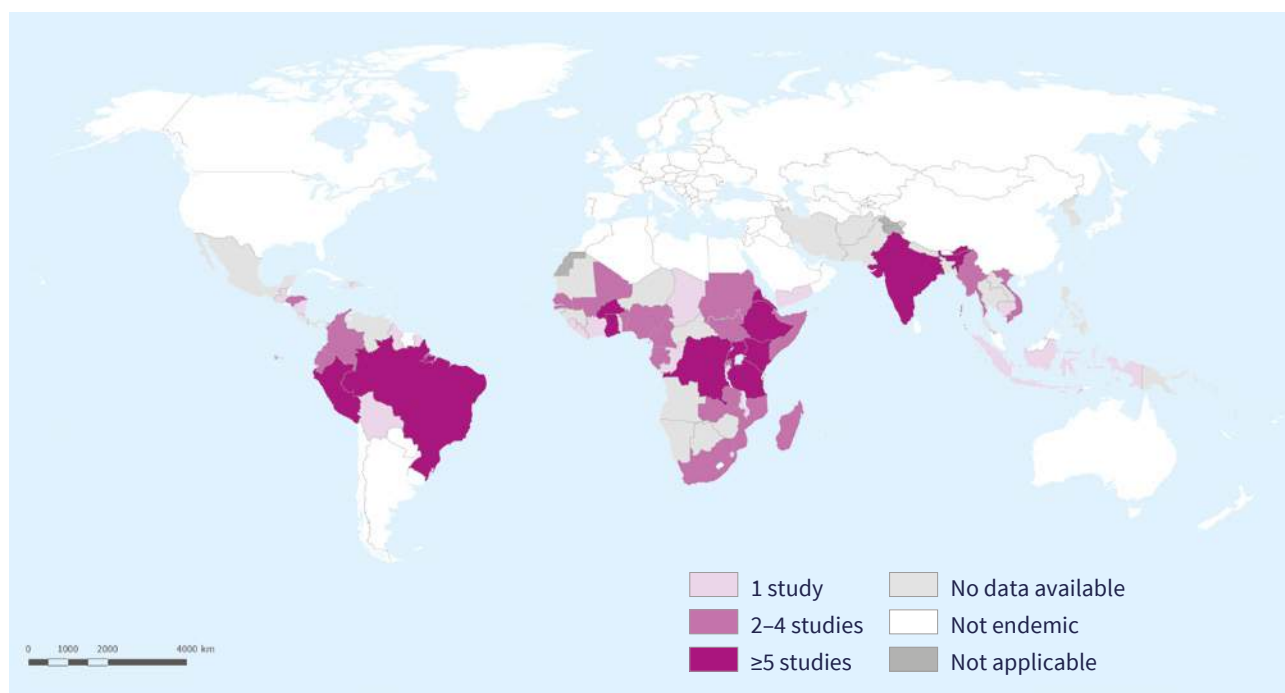 1 study
2–4 studies
≥5 studies
No data available
Not endemic
Not applicable
0 1000 2000 4000 km